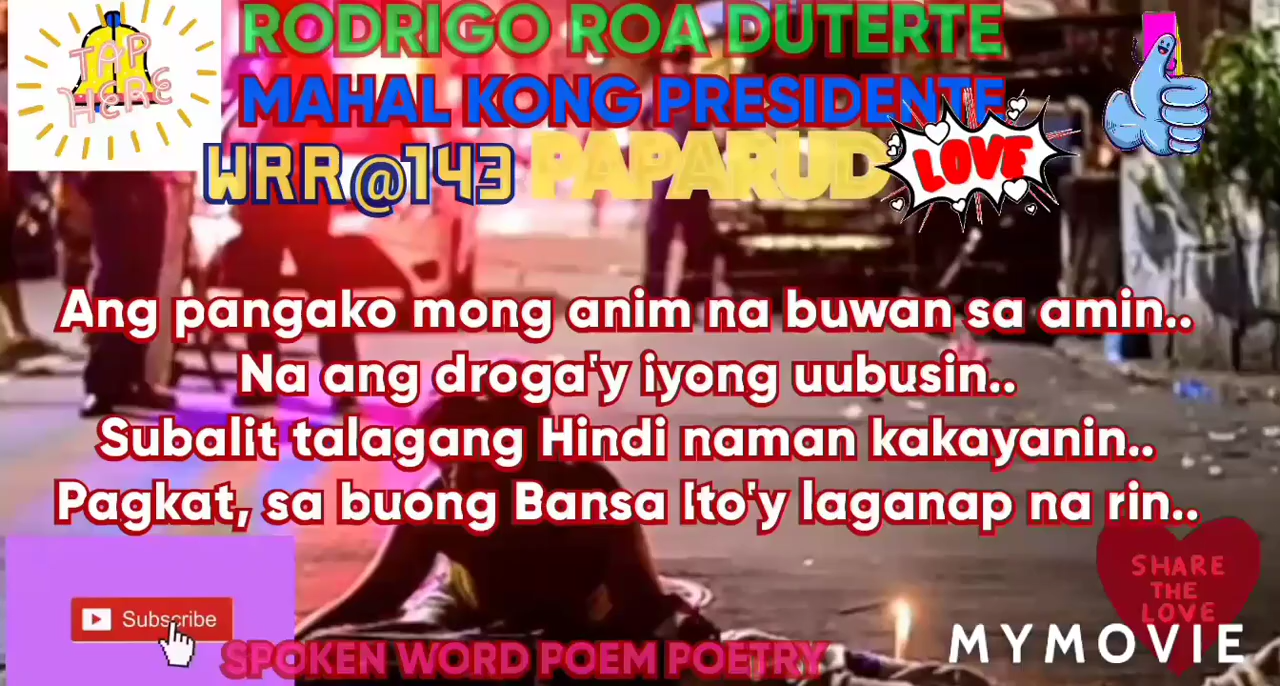 TAP
HERE
RODRIGO ROA DUTERTE
MAHAL KONG PRESIDENTE
WRR@143 PAPARUD
LOVE
Ang pangako mong anim na buwan sa amin..
Na ang droga'y iyong uubusin..
Subalit talagang Hindi naman kakayanin..
Pagkat, sa buong Bansa Ito'y laganap na rin..
Subscribe
SHARE
THE
LOVE
MYMOVIE
SPOKEN WORD POEM POETRY